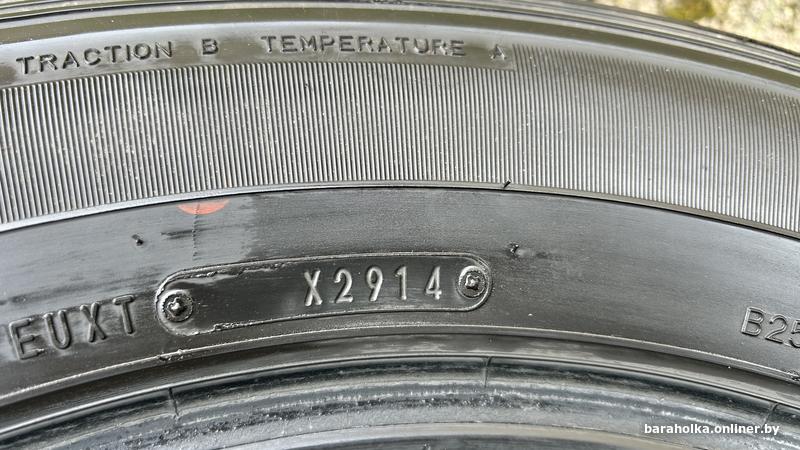 TRACTION B TEMPERATURE A
EUXT X2914
B25
baraholka.onliner.by